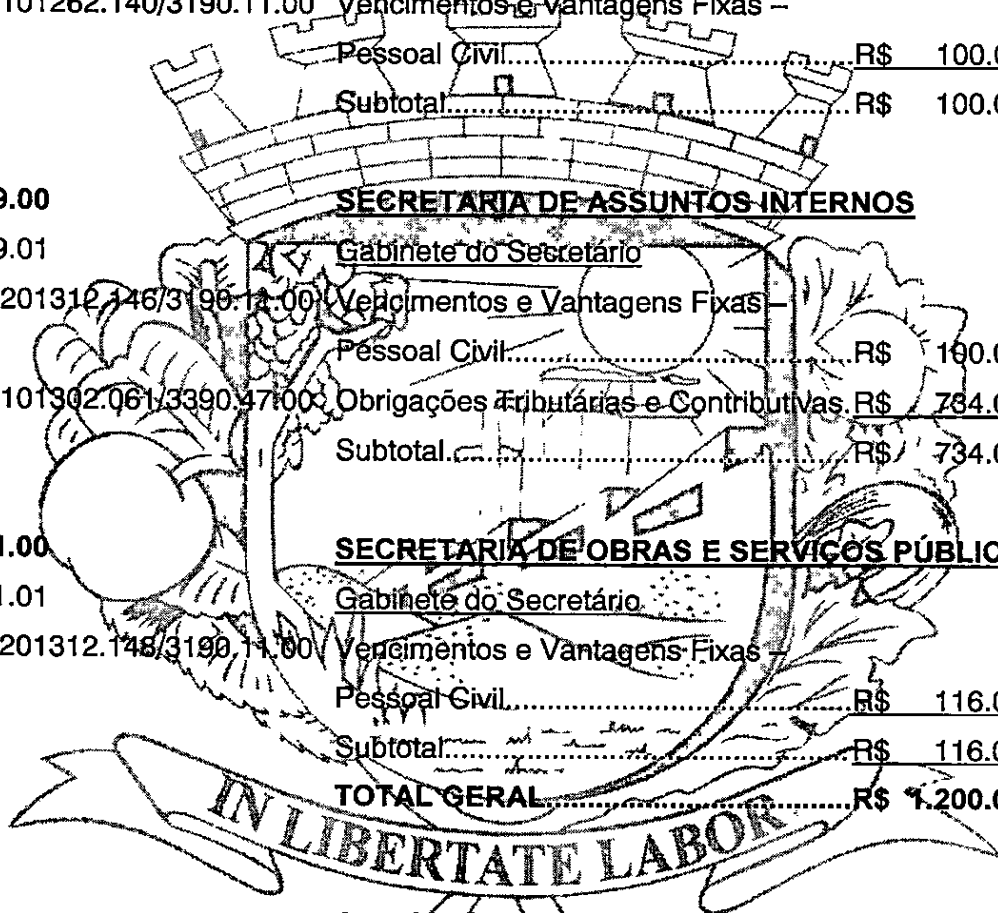 101262.140/3190.11.00 Vencimentos e Vantagens Fixas –
Pessoal Civil..........R$ 100.0
Subtotal..........R$ 100.0
9.00 SECRETARIA DE ASSUNTOS INTERNOS
9.01 Gabinete do Secretário
201312.146/3190.11.00 Vencimentos e Vantagens Fixas –
Pessoal Civil..........R$ 100.0
101302.061/3390.47.00 Obrigações Tributárias e Contributivas.R$ 734.0
Subtotal..........R$ 734.0
1.00 SECRETARIA DE OBRAS E SERVIÇOS PÚBLIC
1.01 Gabinete do Secretário
201312.148/3190.11.00 Vencimentos e Vantagens Fixas –
Pessoal Civil..........R$ 116.0
Subtotal..........R$ 116.0
TOTAL GERAL..........R$ 1.200.0
IN LIBERTATE LABOR